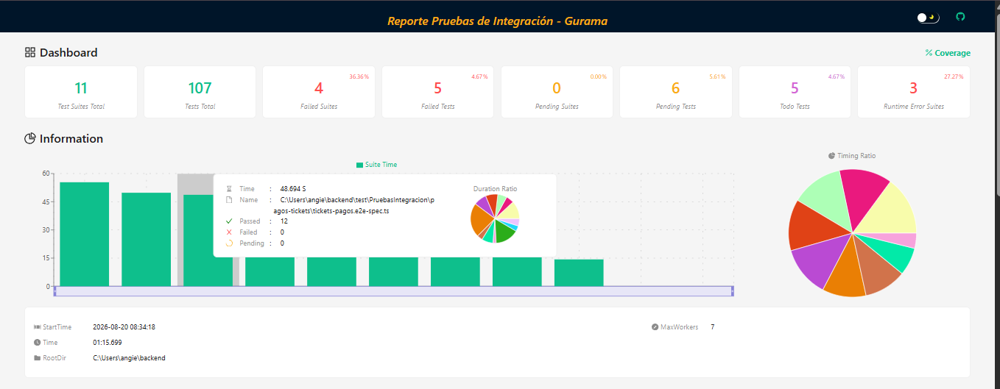 Reporte Pruebas de Integración - Gurama
Dashboard
% Coverage
11
Test Suites Total
107
Tests Total
36.36%
4
Failed Suites
4.67%
5
Failed Tests
0.00%
0
Pending Suites
5.61%
6
Pending Tests
4.67%
5
Todo Tests
27.27%
3
Runtime Error Suites
Information
Suite Time
60
45
30
15
0
Time : 48.694 S
Name : C:\Users\angie\backend\test\PruebasIntegracion\p
agos-tickets\tickets-pagos.e2e-spec.ts
Passed : 12
Failed : 0
Pending : 0
Duration Ratio
Timing Ratio
StartTime 2026-08-20 08:34:18
MaxWorkers 7
Time 01:15.699
RootDir C:\Users\angie\backend